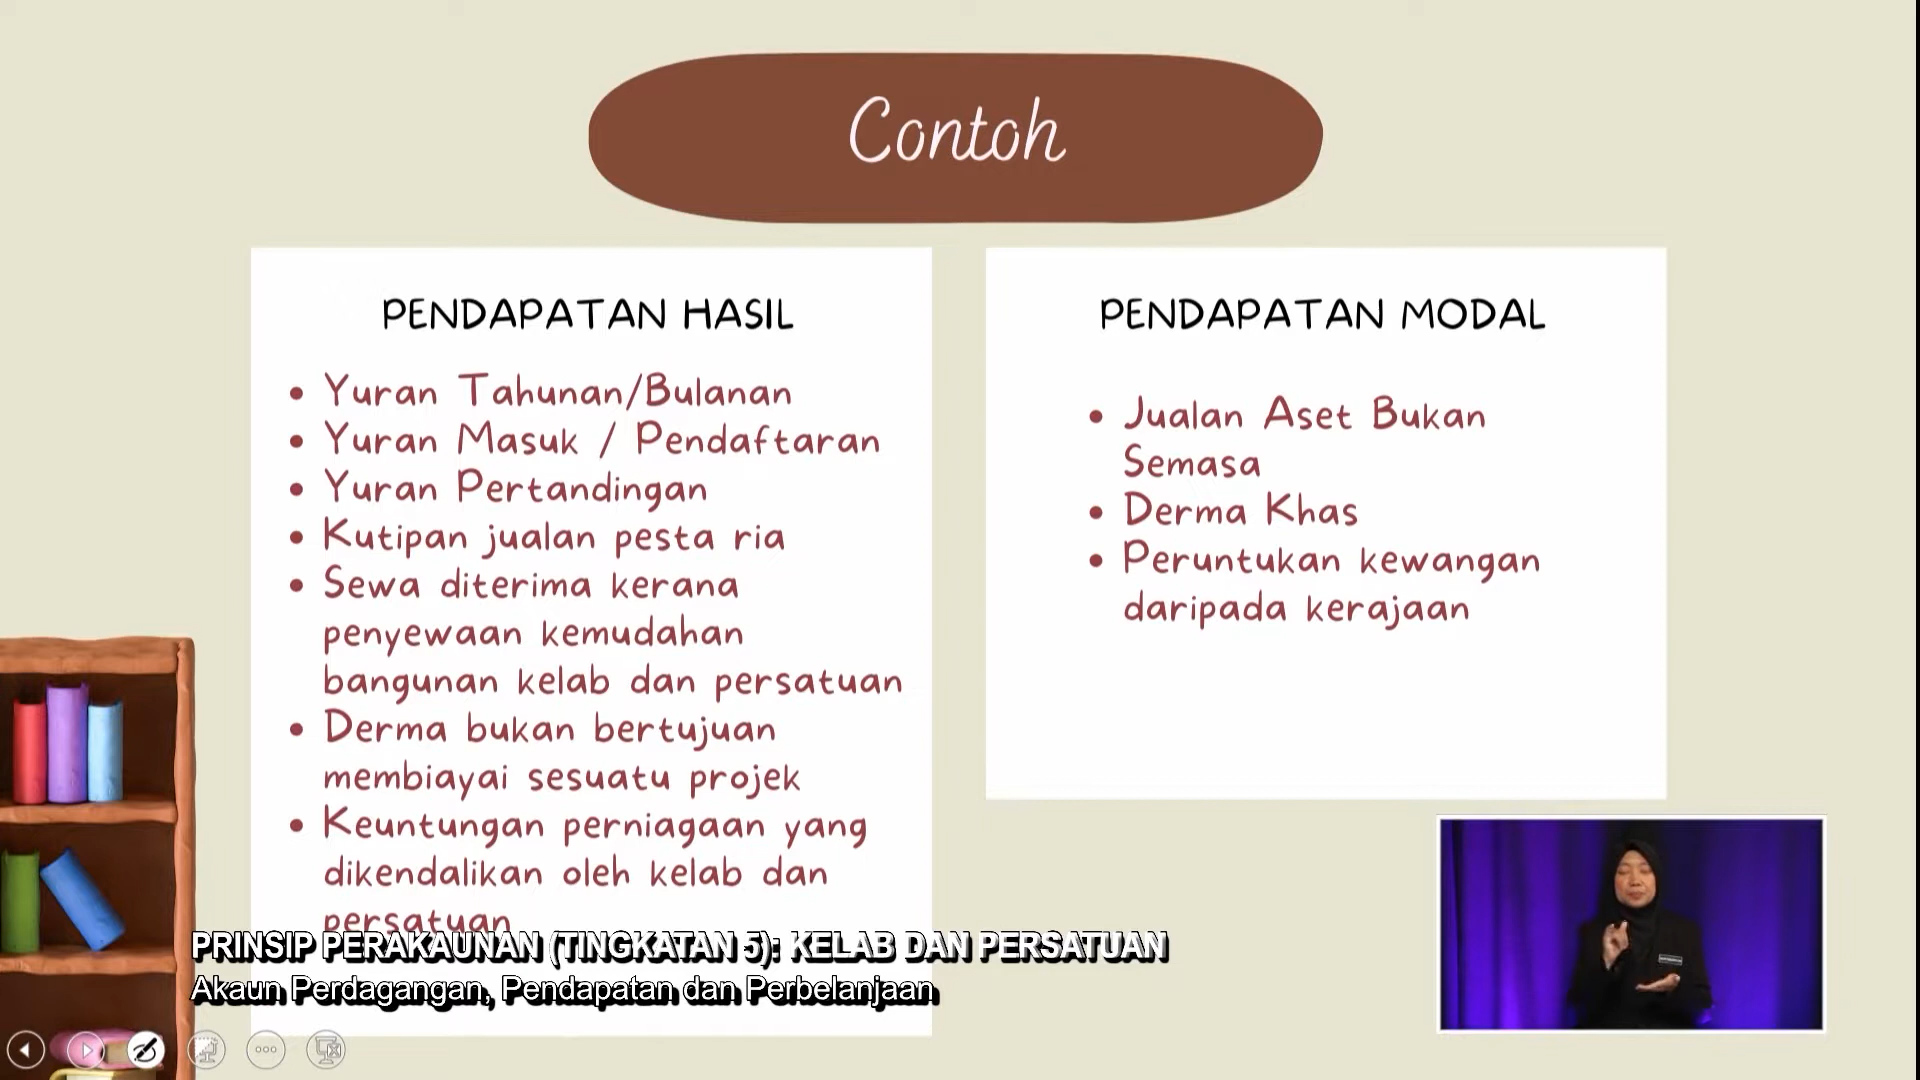 Contoh
PENDAPATAN HASIL
• Yuran Tahunan/Bulanan
• Yuran Masuk / Pendaftaran
• Yuran Pertandingan
• Kutipan jualan pesta ria
• Sewa diterima kerana
penyewaan kemudahan
bangunan kelab dan persatuan
• Derma bukan bertujuan
membiayai sesuatu projek
• Keuntungan perniagaan yang
dikendalikan oleh kelab dan
persatuan
PENDAPATAN MODAL
• Jualan Aset Bukan
Semasa
• Derma Khas
• Peruntukan kewangan
daripada kerajaan
PRINSIP PERAKAUNAN (TINGKATAN 5): KELAB DAN PERSATUAN
Akaun Perdagangan, Pendapatan dan Perbelanjaan